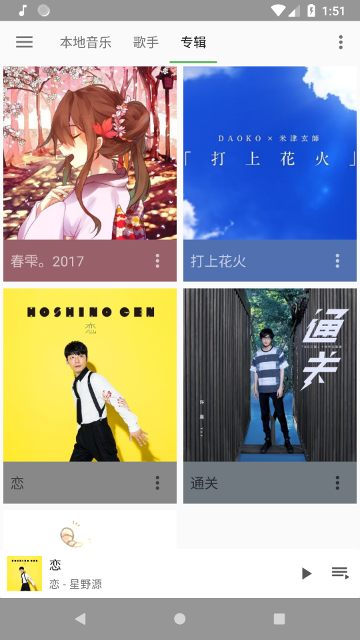 1:51
本地音乐 歌手 专辑
DAOKO × 米津玄師
「打上花火」
春雫。2017
打上花火
HOSHINO GEN
恋
通关
恋
通关
恋
恋 - 星野源